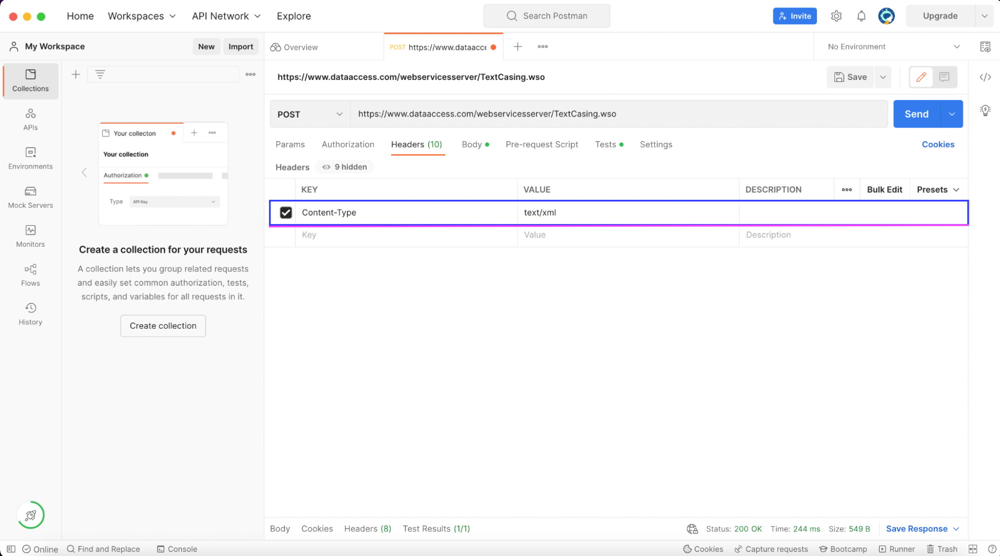 Home Workspaces API Network Explore Search Postman Invite Upgrade
My Workspace New Import Overview POST https://www.dataacce No Environment
https://www.dataaccess.com/webservicesserver/TextCasing.wso Save
POST https://www.dataaccess.com/webservicesserver/TextCasing.wso Send
Params Authorization Headers (10) Body Pre-request Script Tests Settings Cookies
Headers 9 hidden
KEY VALUE DESCRIPTION Bulk Edit Presets
Content-Type text/xml
Key Value Description
Collections
APIs
Environments
Mock Servers
Monitors
Flows
History
Your collecton
Your collection
Authorization
Type API Key
Create a collection for your requests
A collection lets you group related requests
and easily set common authorization, tests,
scripts, and variables for all requests in it.
Create collection
Body Cookies Headers (8) Test Results (1/1) Status: 200 OK Time: 244 ms Size: 549 B Save Response
Online Find and Replace Console Cookies Capture requests Bootcamp Runner Trash